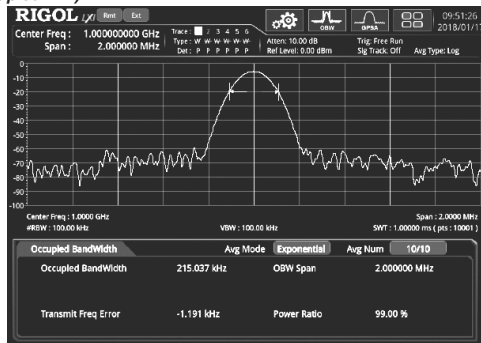 RIGOL LXI Rmt Ext
09:51:26
2018/01/17
Center Freq : 1.000000000 GHz
Span : 2.000000 MHz
Trace : 1 2 3 4 5 6
Type : W W W W W W
Det : P P P P P P
OBW
GPSA
Atten: 10.00 dB
Ref Level: 0.00 dBm
Trig: Free Run
Sig Track: Off
Avg Type: Log
0
-10
-20
-30
-40
-50
-60
-70
-80
-90
-100
Center Freq : 1.0000 GHz
Span : 2.0000 MHz
#RBW : 100.00 kHz
VBW : 100.00 kHz
SWT : 1.00000 ms ( pts : 10001 )
Occupied BandWidth
Avg Mode Exponential
Avg Num 10/10
Occupied BandWidth 215.037 kHz OBW Span 2.000000 MHz
Transmit Freq Error -1.191 kHz Power Ratio 99.00 %